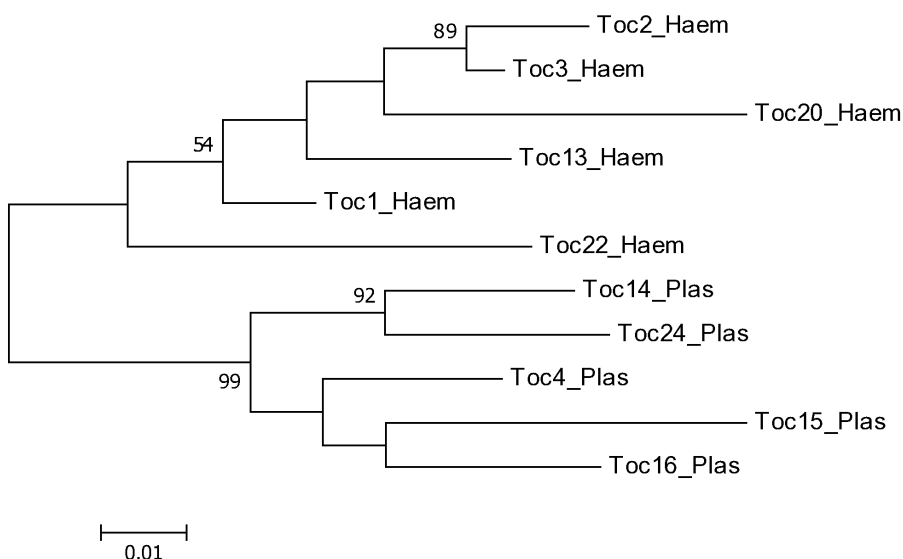 89
Toc2_Haem
Toc3_Haem
Toc20_Haem
54
Toc13_Haem
Toc1_Haem
Toc22_Haem
92
Toc14_Plas
Toc24_Plas
99
Toc4_Plas
Toc15_Plas
Toc16_Plas
0.01